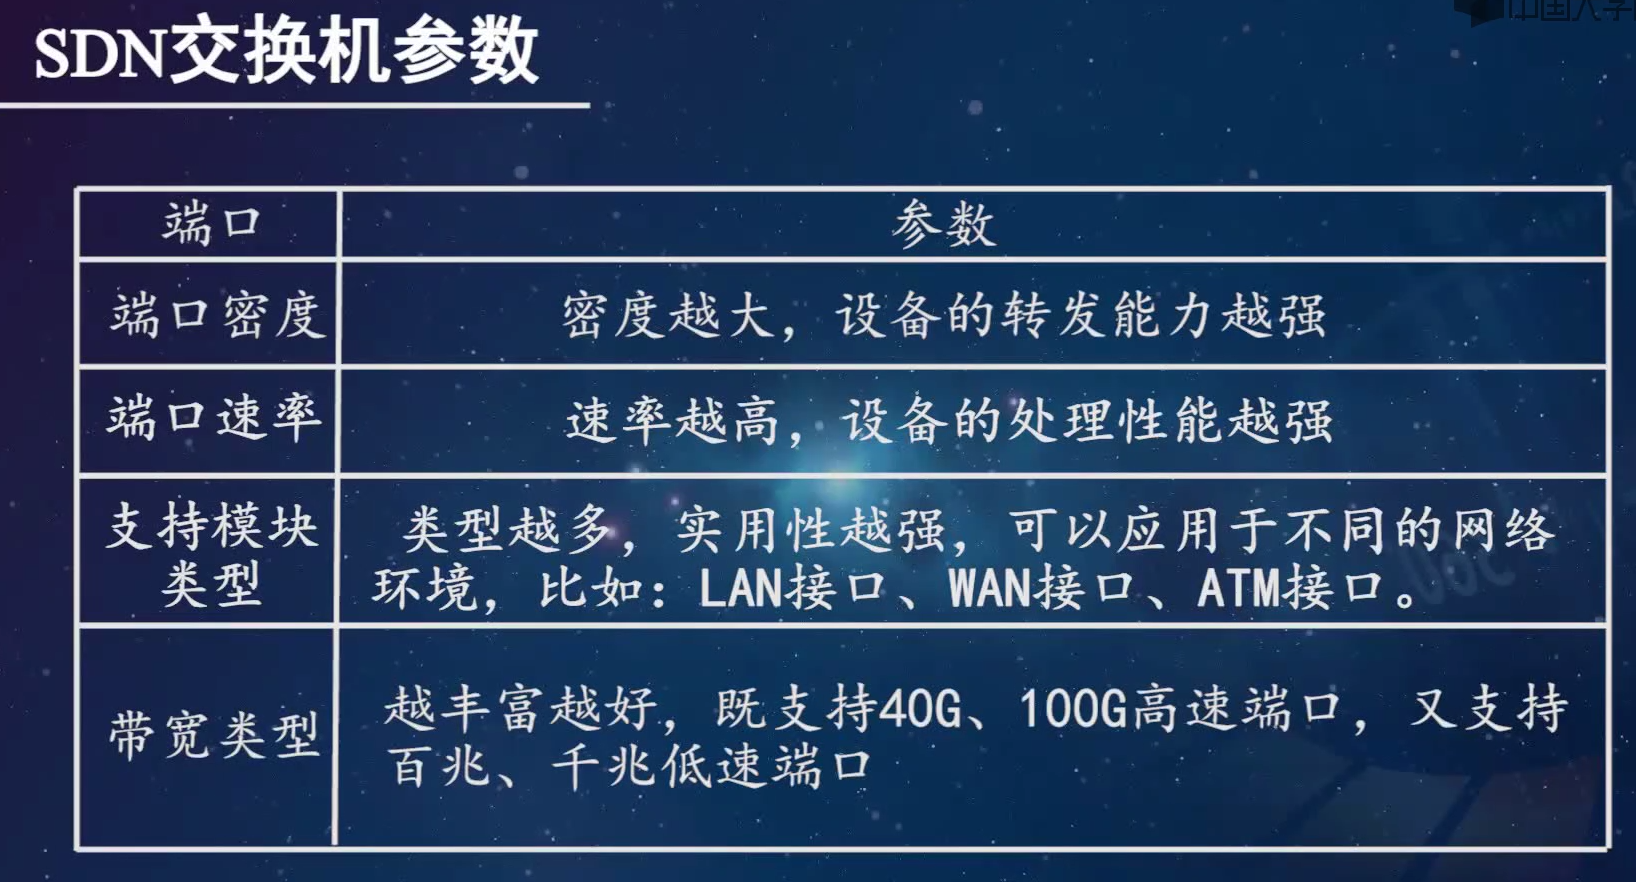 中国大学
SDN交换机参数
端口
参数
端口密度
密度越大，设备的转发能力越强
端口速率
速率越高，设备的处理性能越强
支持模块
类型
类型越多，实用性越强，可以应用于不同的网络
环境，比如：LAN接口、WAN接口、ATM接口。
带宽类型
越丰富越好，既支持40G、100G高速端口，又支持
百兆、千兆低速端口